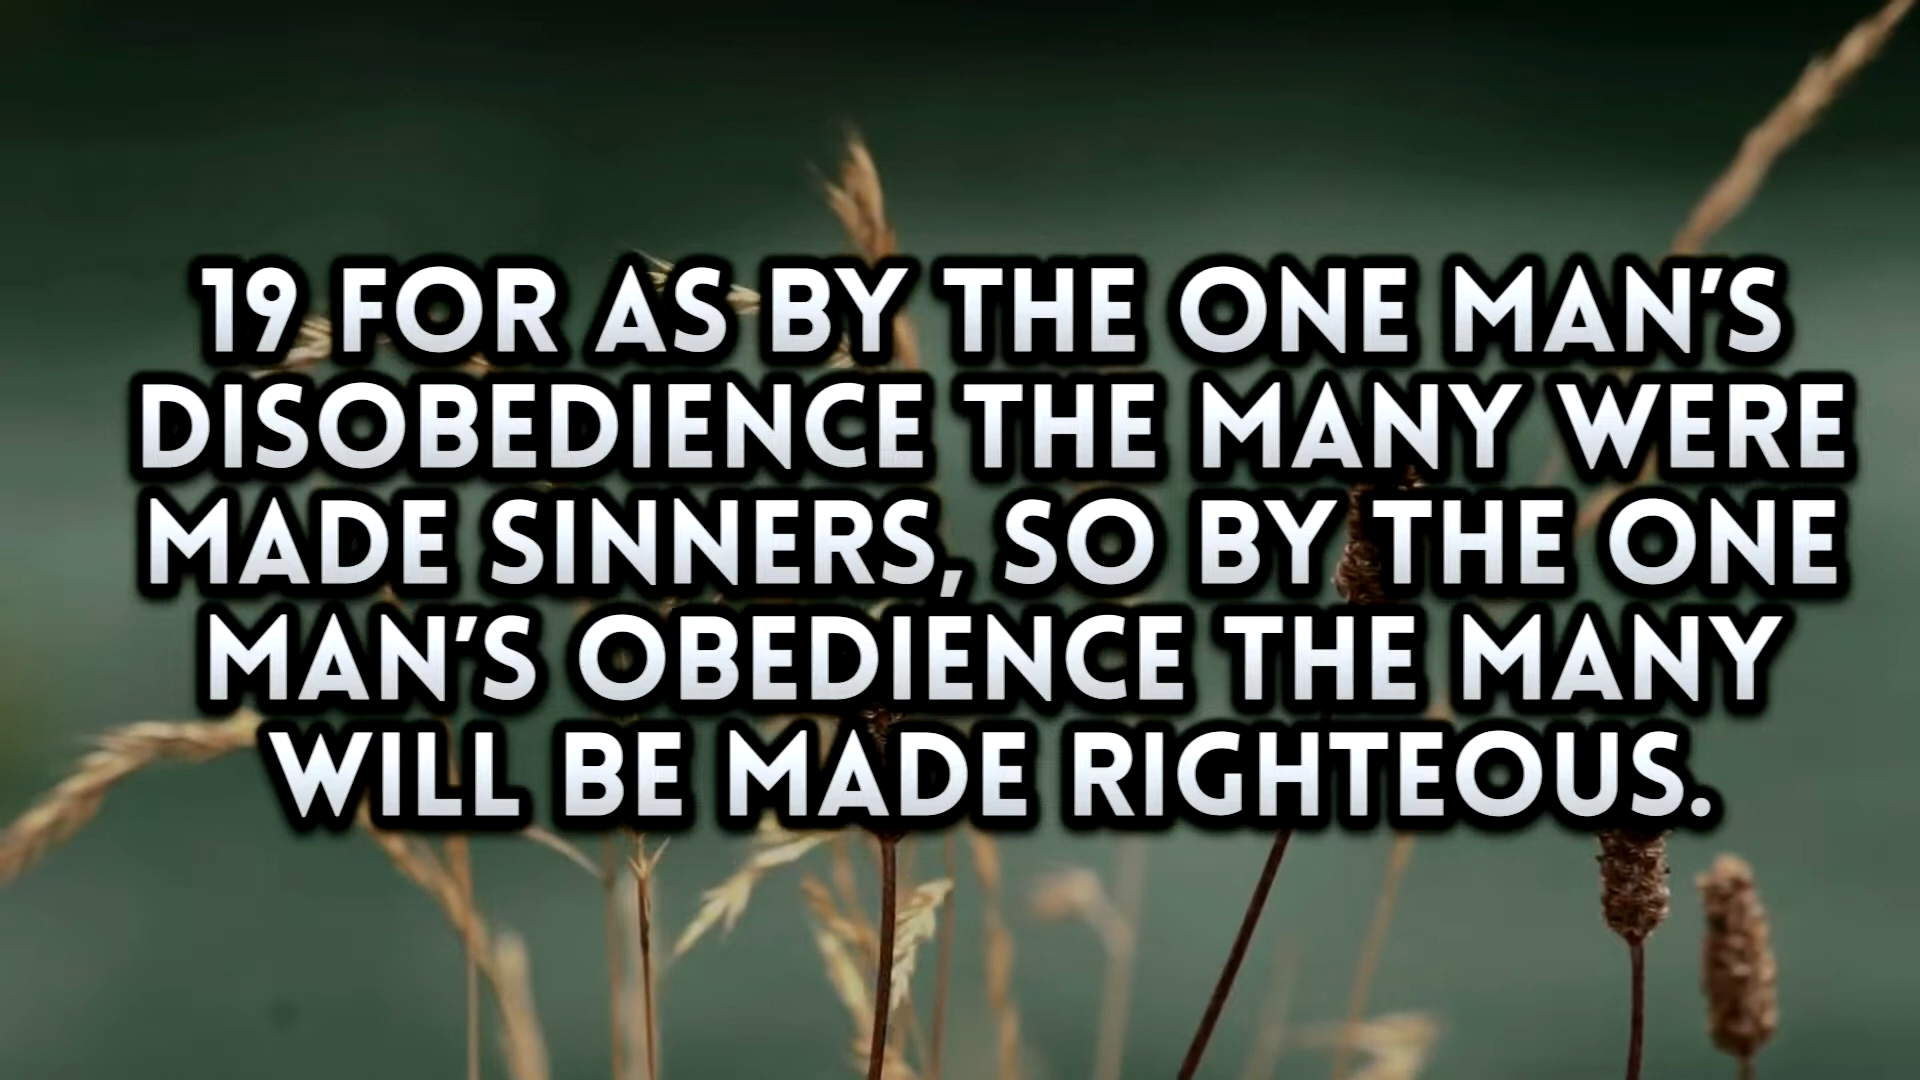 19 FOR AS BY THE ONE MAN'S
DISOBEDIENCE THE MANY WERE
MADE SINNERS, SO BY THE ONE
MAN'S OBEDIENCE THE MANY
WILL BE MADE RIGHTEOUS.